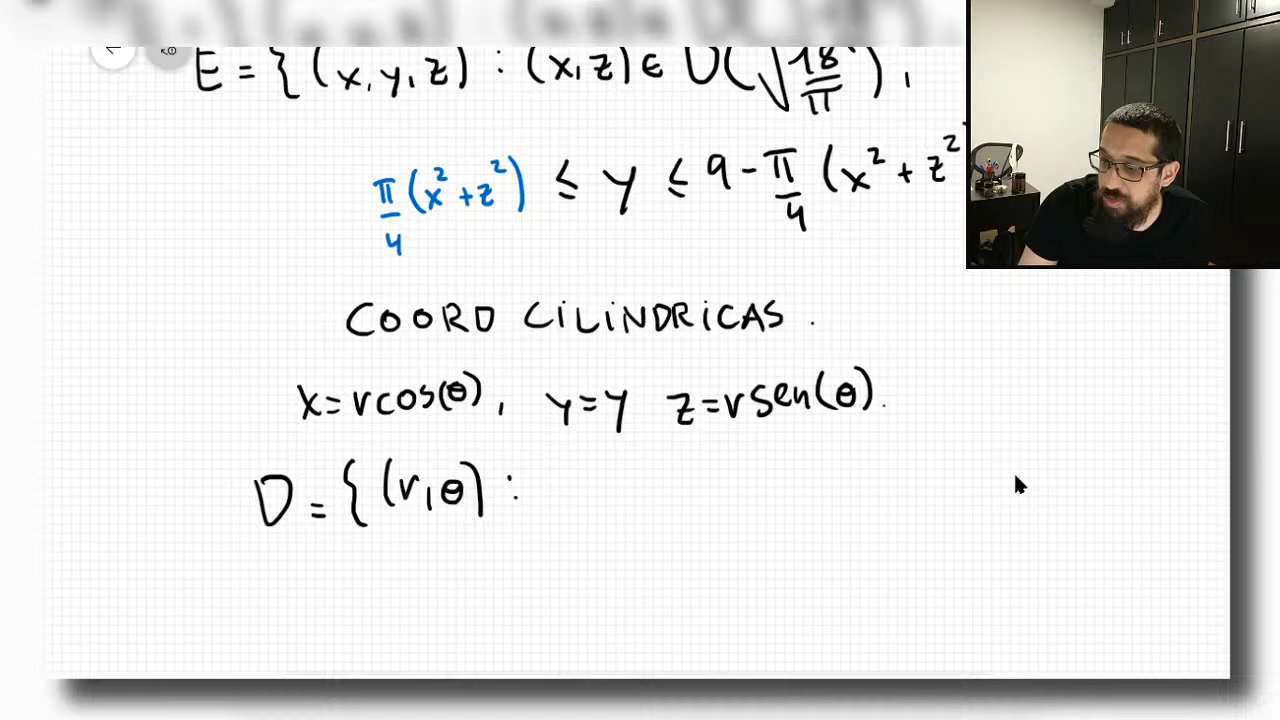 E = { (x, y, z) : (x, z) ∈ D(√18/π),
π/4 (x² + z²) ≤ y ≤ 9 - π/4 (x² + z²
COORD CILINDRICAS.
x = r cos(θ), y = y z = r sen(θ).
D = { (r, θ) :